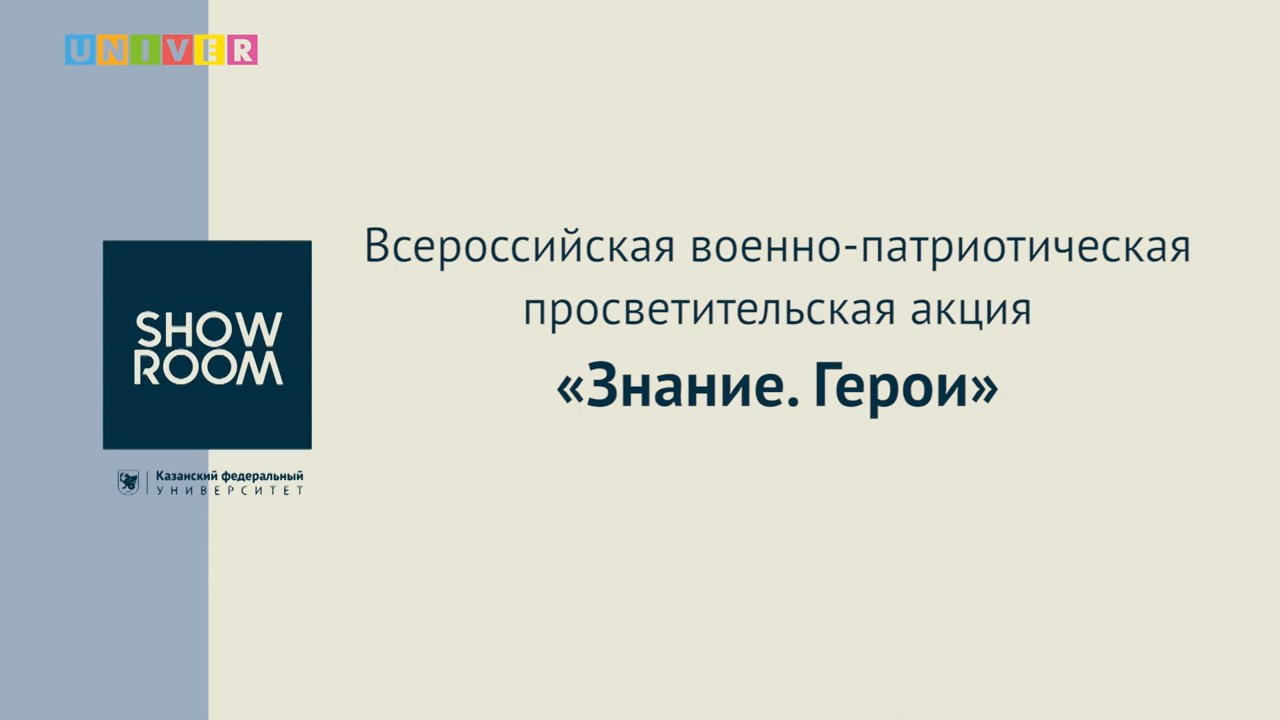 UNIVER
Всероссийская военно-патриотическая
просветительская акция
«Знание. Герои»
SHOW
ROOM
Казанский федеральный
УНИВЕРСИТЕТ